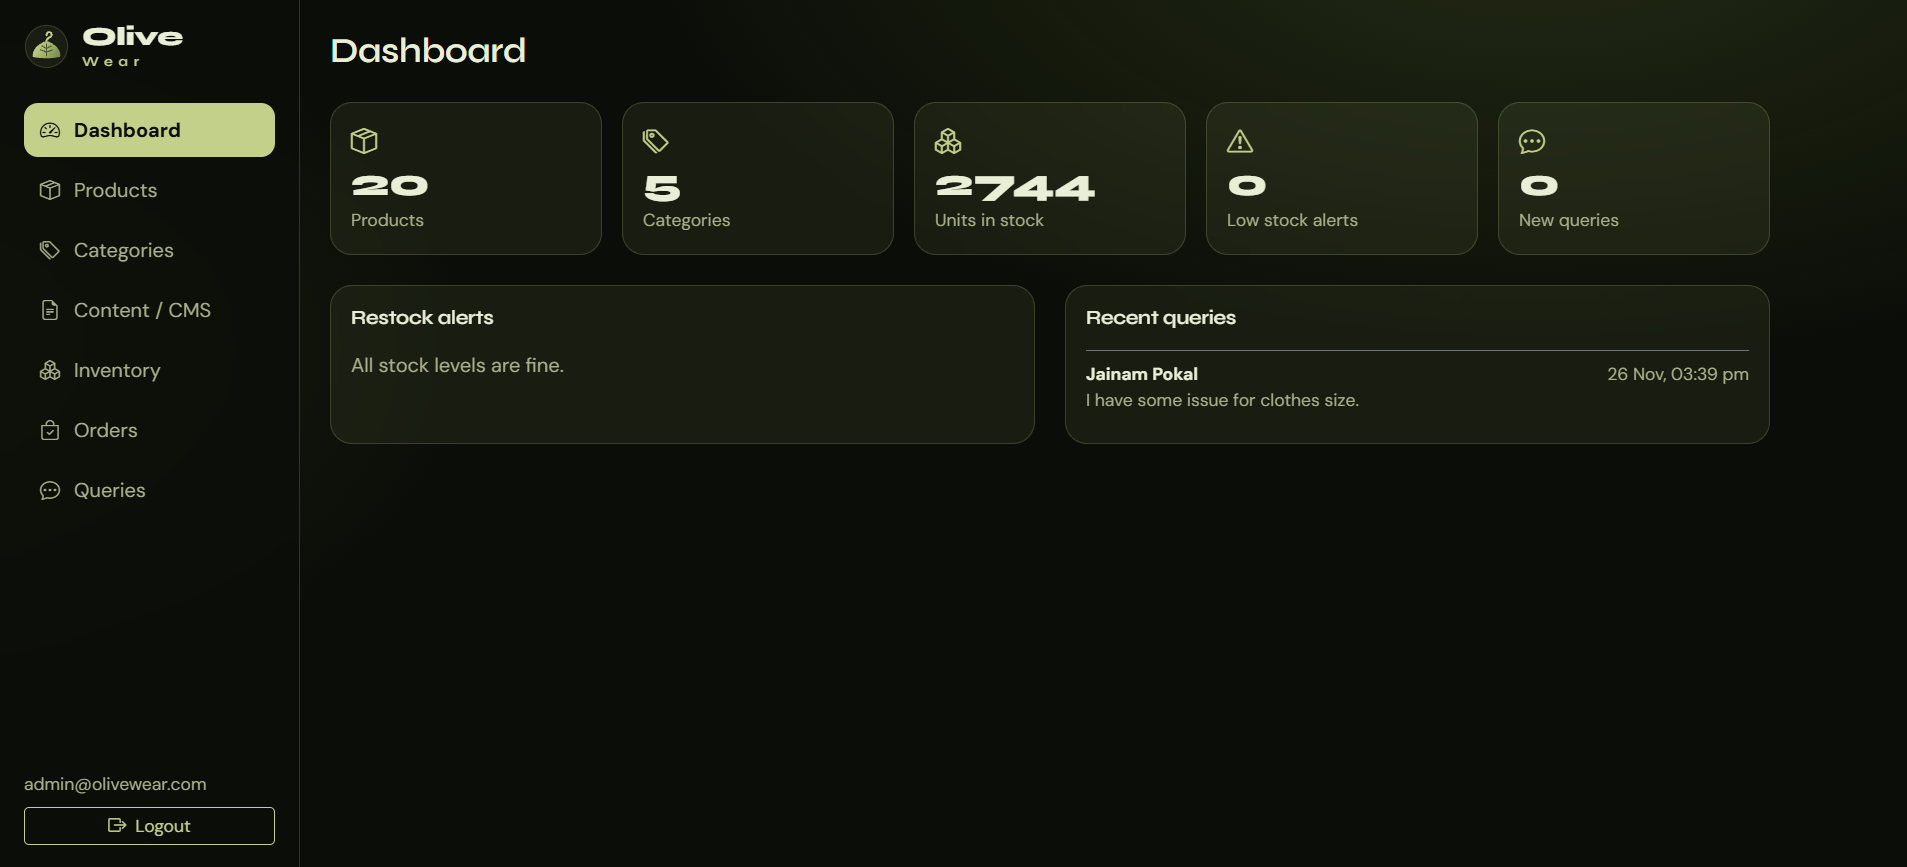 Olive
Wear
Dashboard
Products
Categories
Content / CMS
Inventory
Orders
Queries
admin@olivewear.com
Logout
Dashboard
20
Products
5
Categories
2744
Units in stock
0
Low stock alerts
0
New queries
Restock alerts
All stock levels are fine.
Recent queries
Jainam Pokal 26 Nov, 03:39 pm
I have some issue for clothes size.